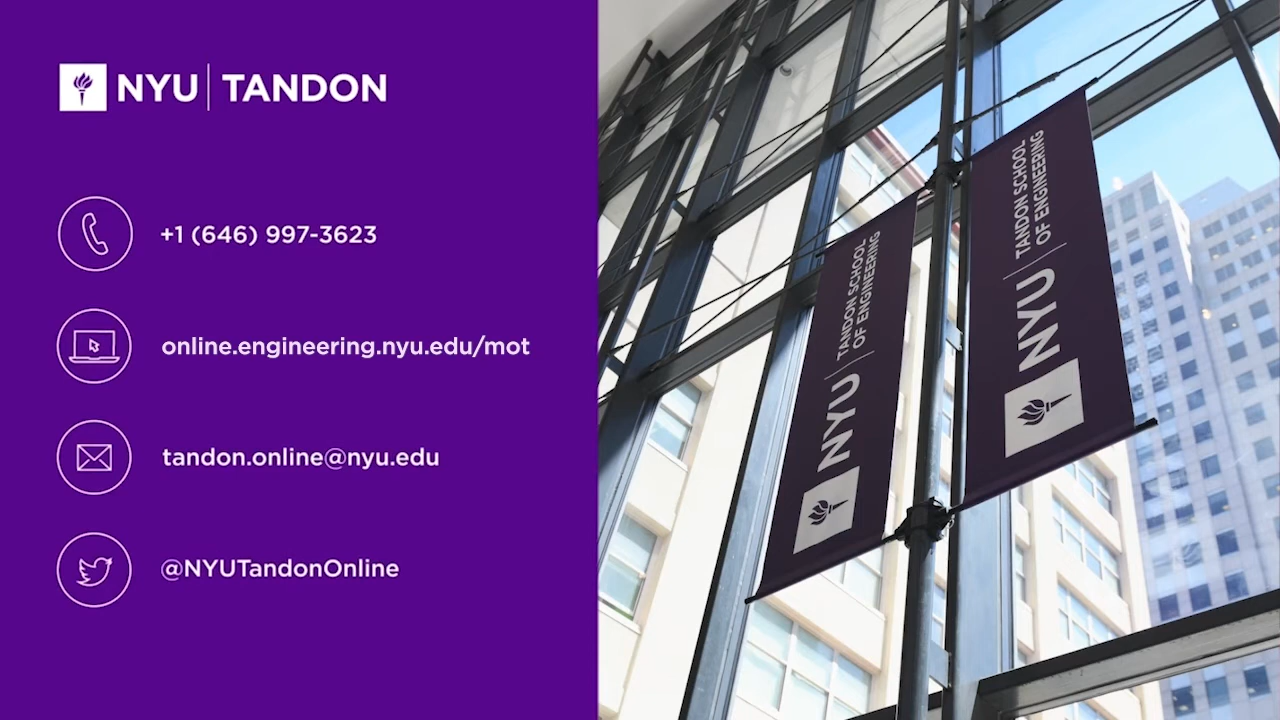 NYU | TANDON
+1 (646) 997-3623
online.engineering.nyu.edu/mot
tandon.online@nyu.edu
@NYUTandonOnline
NYU | TANDON SCHOOL
OF ENGINEERING
NYU | TANDON SCHOOL
OF ENGINEERING